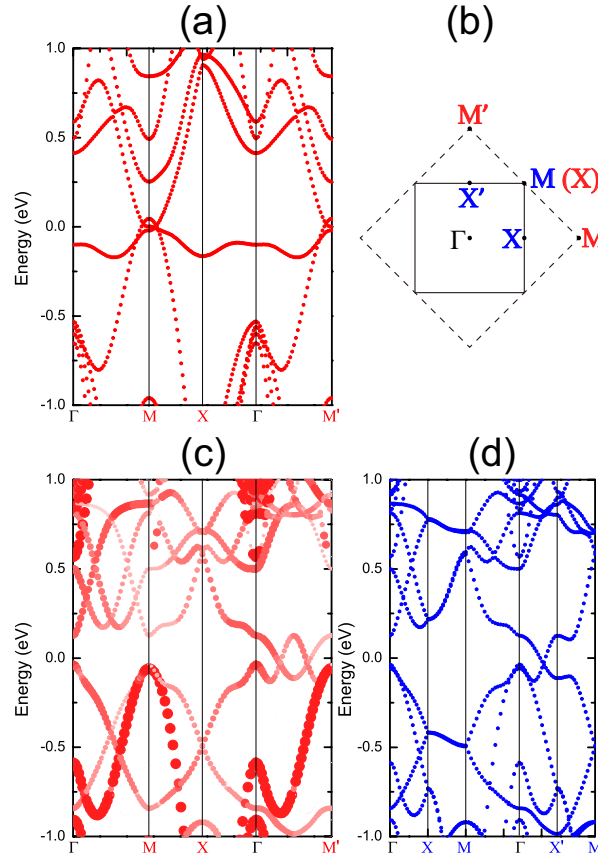 (a)
(b)
Energy (eV)
1.0
0.5
0.0
-0.5
-1.0
Γ M X Γ M'
M'
X'
M (X)
Γ
X
M
(c)
(d)
Energy (eV)
1.0
0.5
0.0
-0.5
-1.0
Γ M X Γ M'
Energy (eV)
1.0
0.5
0.0
-0.5
-1.0
Γ X M Γ X' M